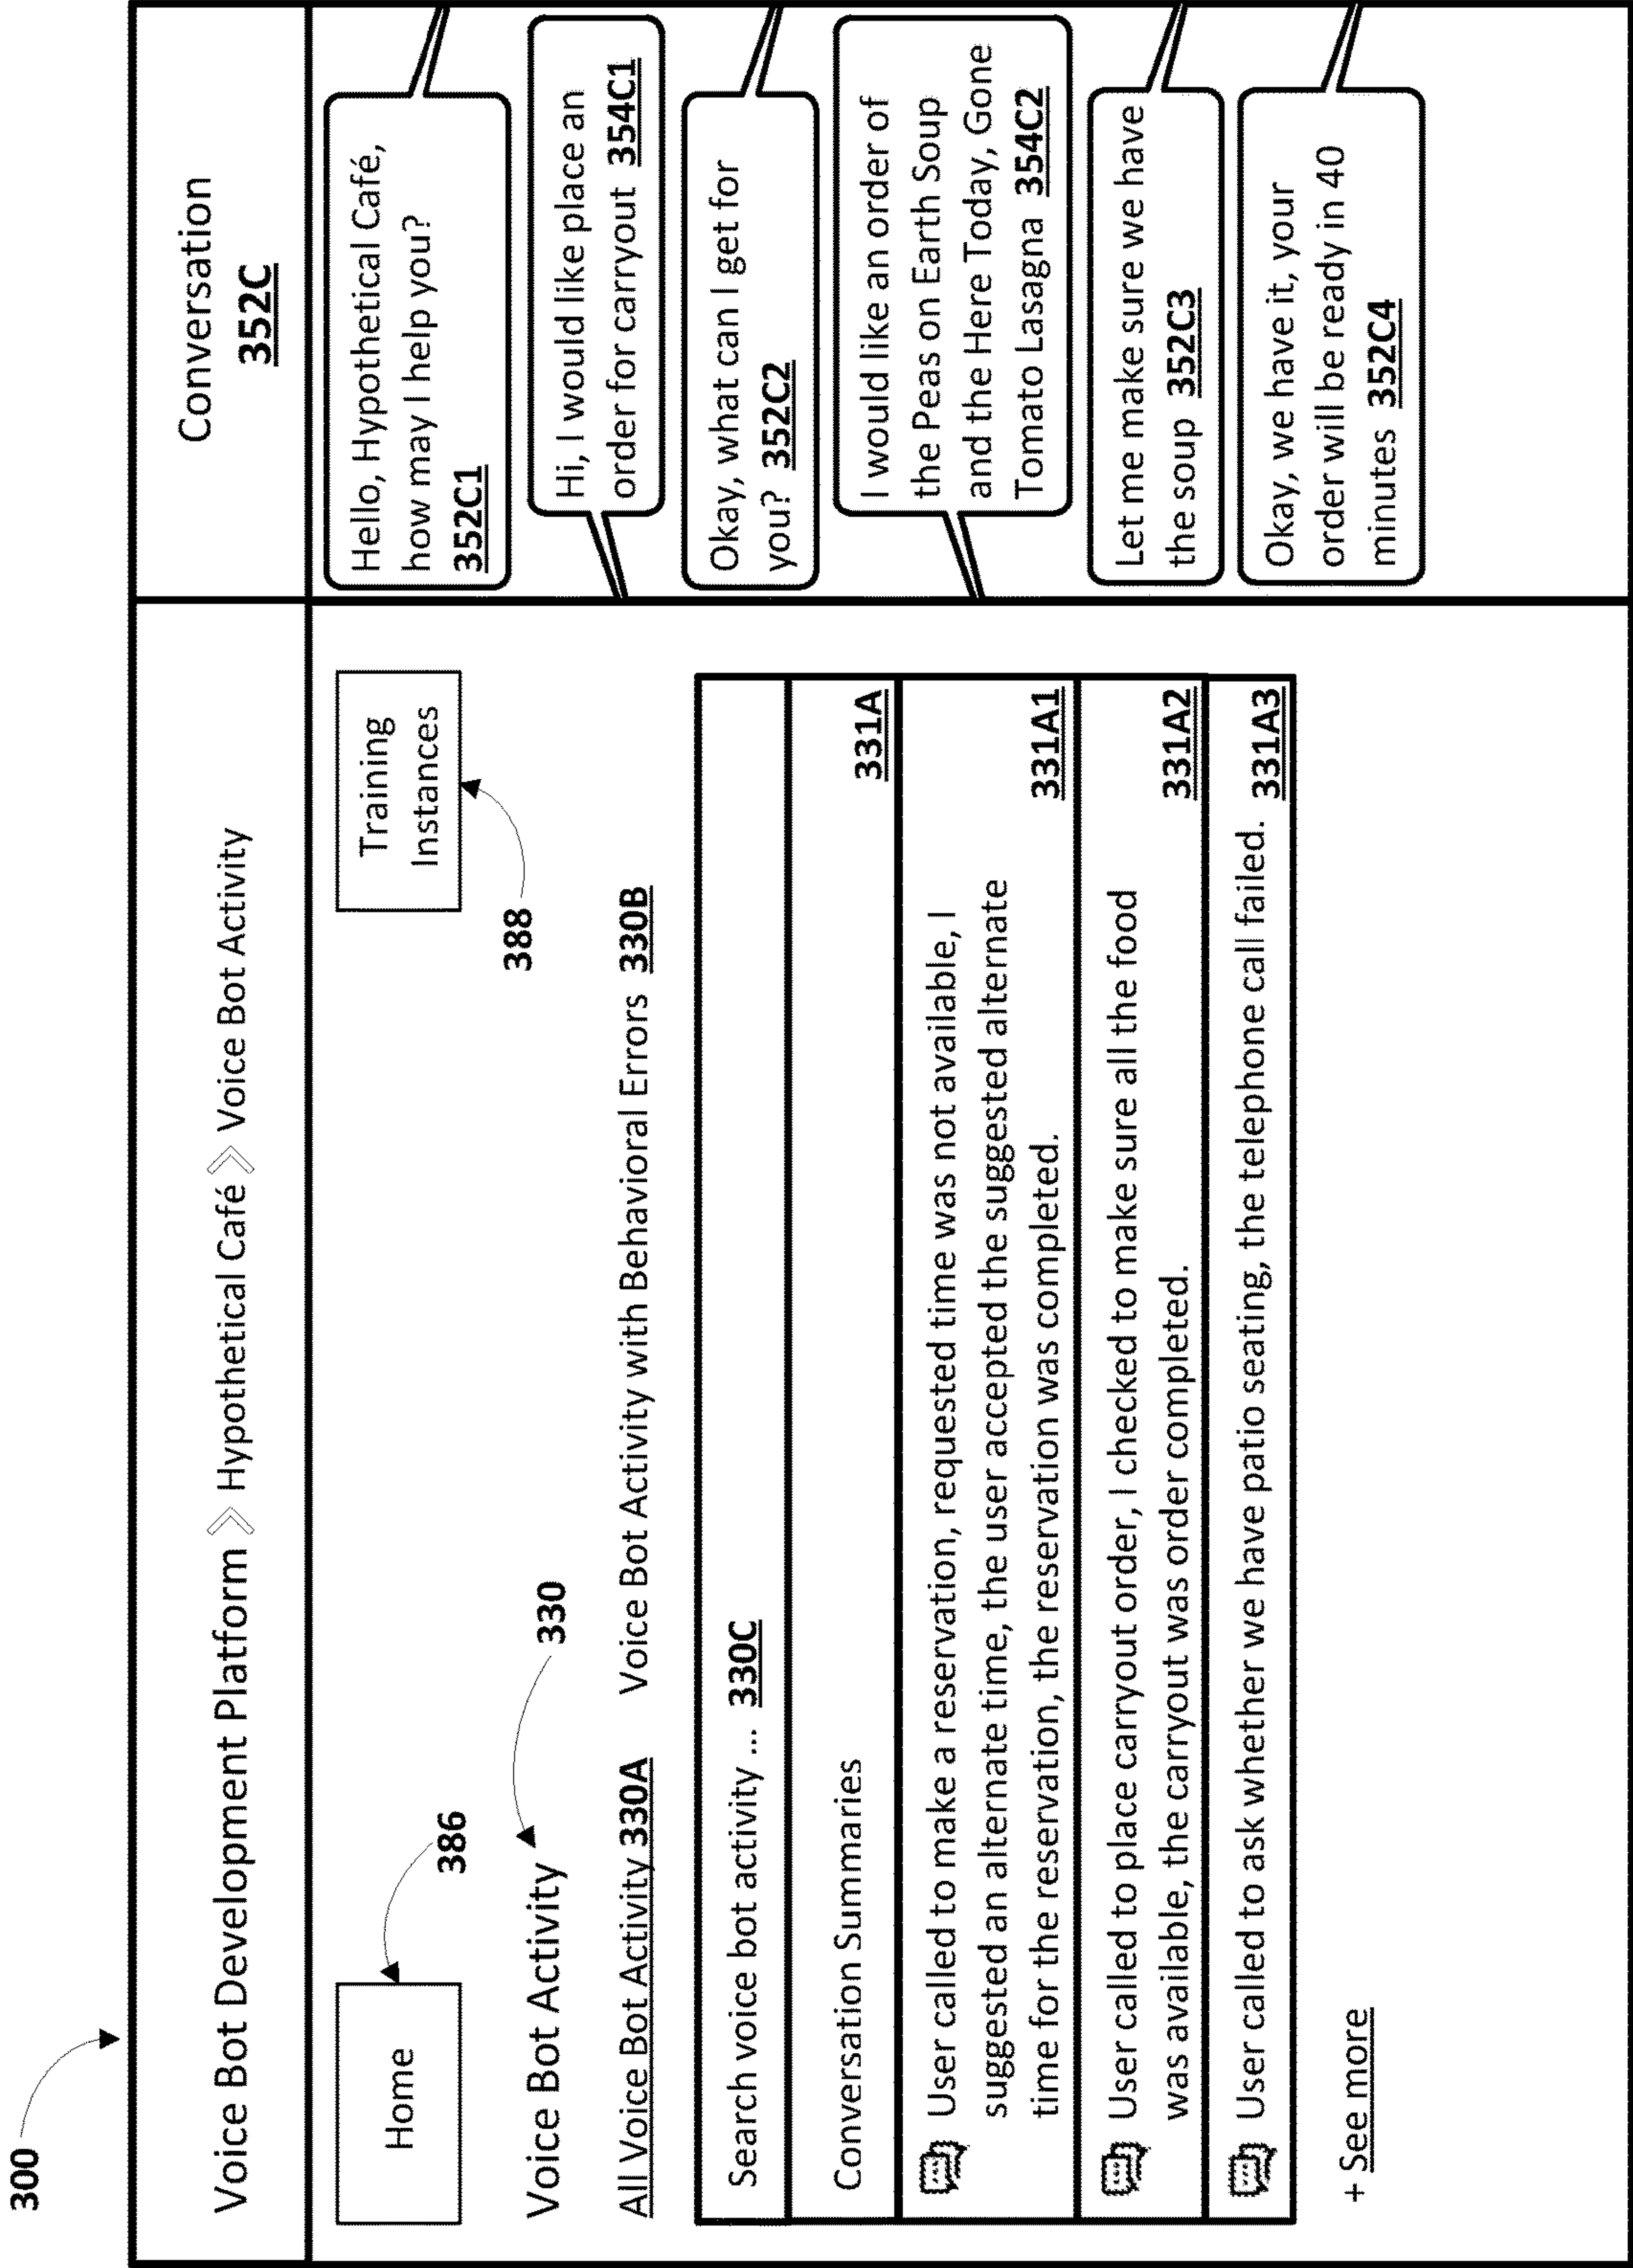 300
Voice Bot Development Platform » Hypothetical Café » Voice Bot Activity
Home
386
Training
Instances
388
Voice Bot Activity
330
All Voice Bot Activity 330A
Voice Bot Activity with Behavioral Errors 330B
Search voice bot activity ... 330C
Conversation Summaries 331A
User called to make a reservation, requested time was not available, I
suggested an alternate time, the user accepted the suggested alternate
time for the reservation, the reservation was completed. 331A1
User called to place carryout order, I checked to make sure all the food
was available, the carryout was order completed. 331A2
User called to ask whether we have patio seating, the telephone call failed. 331A3
+ See more
Conversation
352C
Hello, Hypothetical Café,
how may I help you?
352C1
Hi, I would like place an
order for carryout 354C1
Okay, what can I get for
you? 352C2
I would like an order of
the Peas on Earth Soup
and the Here Today, Gone
Tomato Lasagna 354C2
Let me make sure we have
the soup 352C3
Okay, we have it, your
order will be ready in 40
minutes 352C4